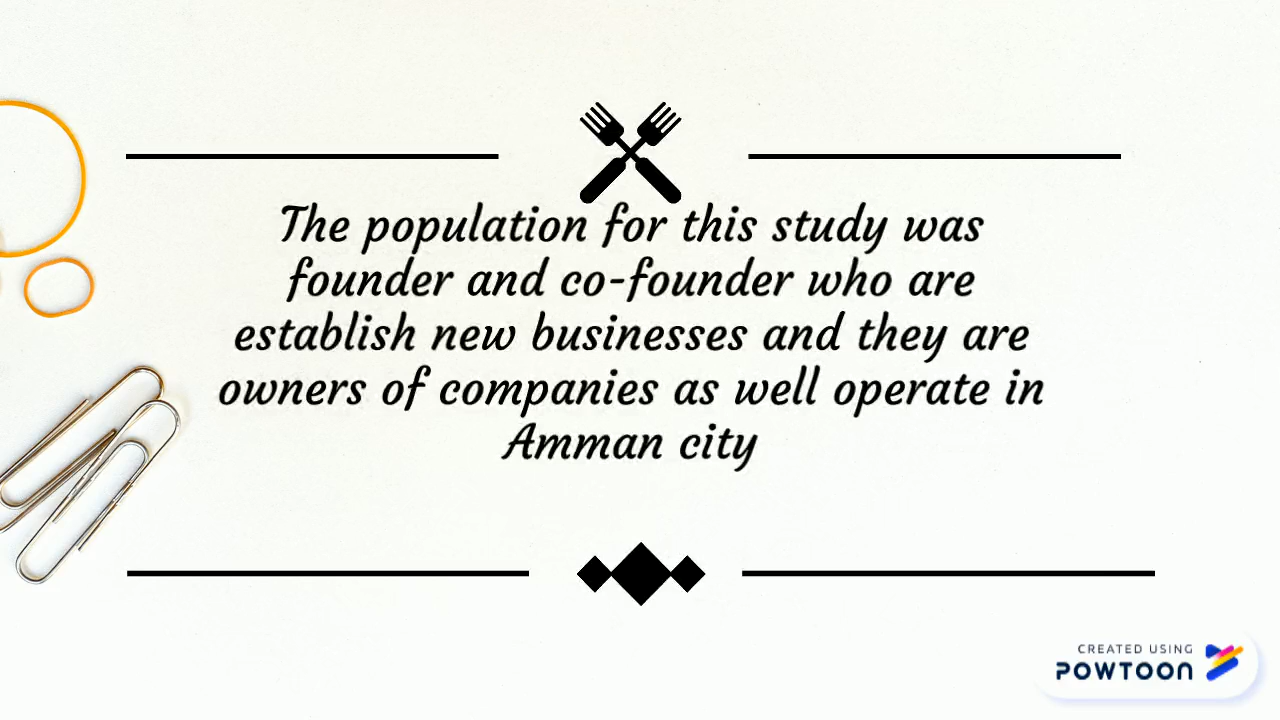 The population for this study was
founder and co-founder who are
establish new businesses and they are
owners of companies as well operate in
Amman city
CREATED USING
POWTOON